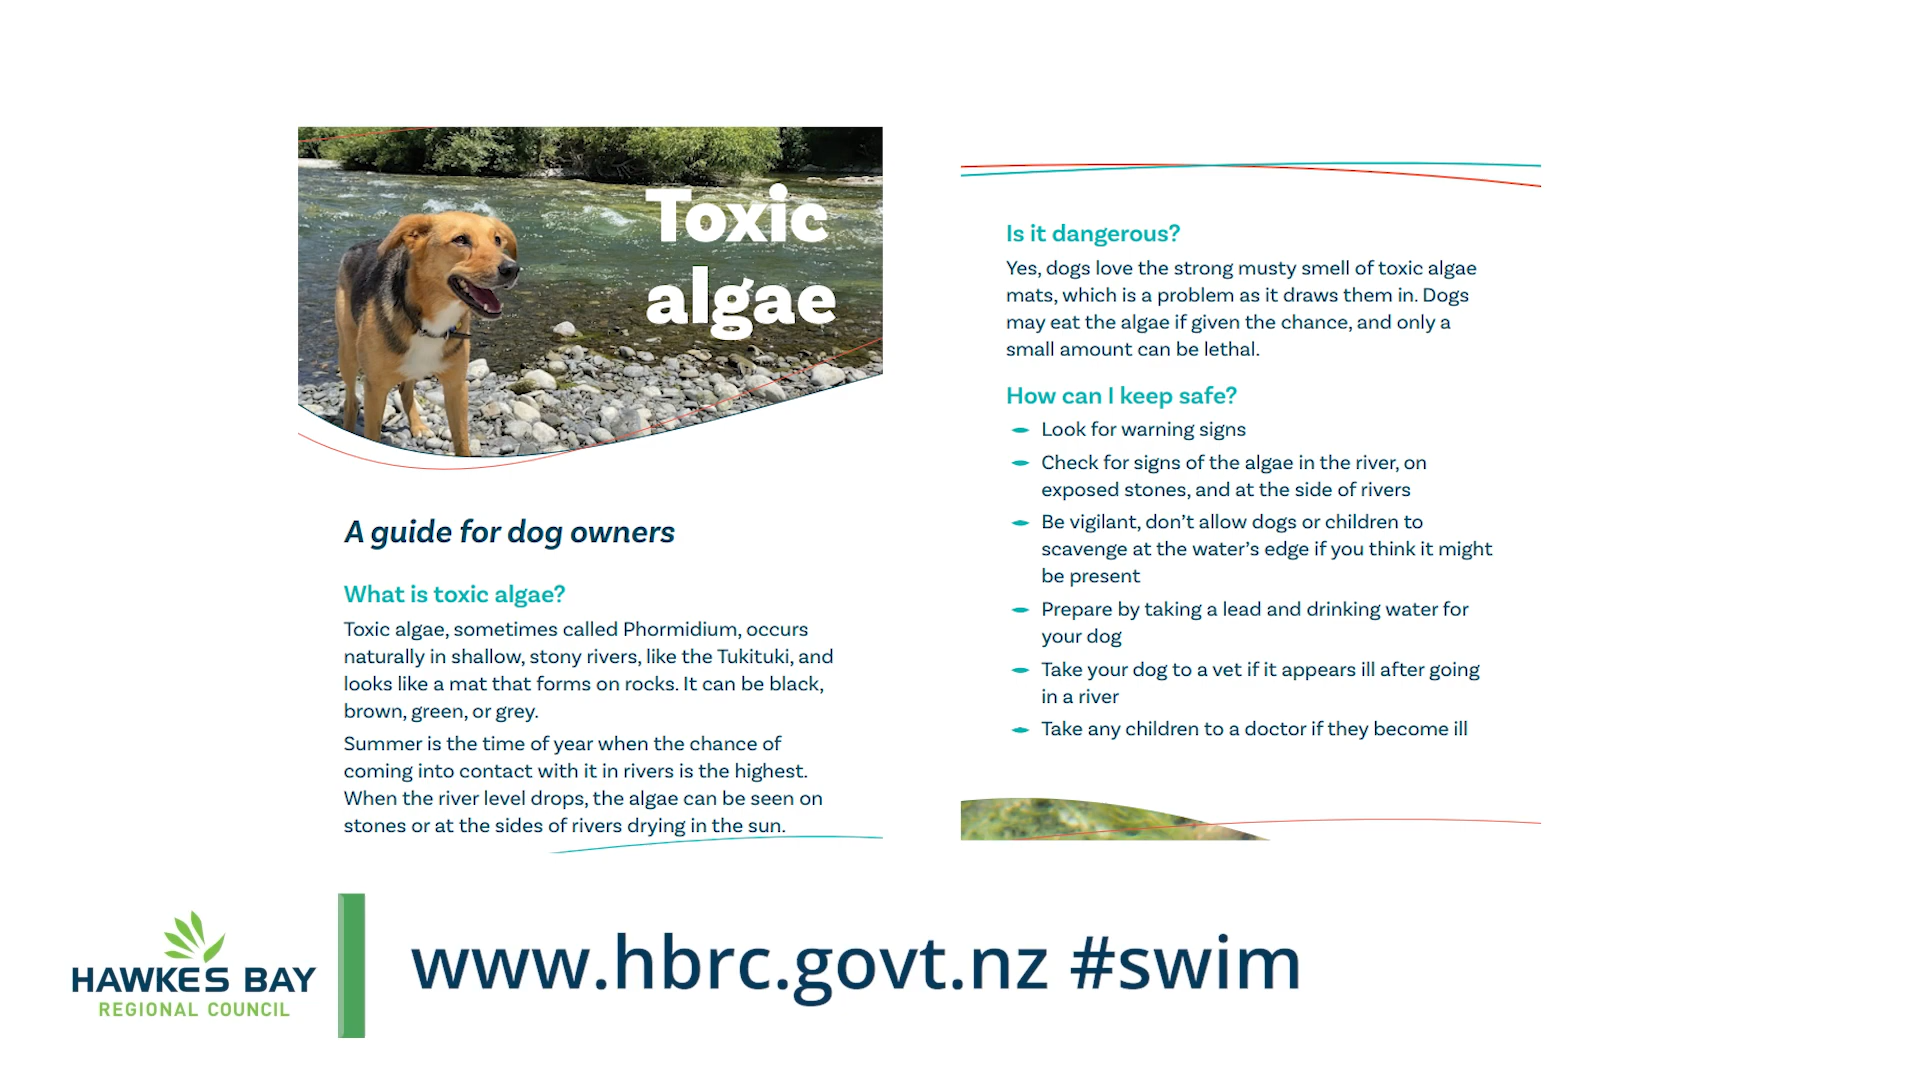 Toxic
algae
A guide for dog owners
What is toxic algae?
Toxic algae, sometimes called Phormidium, occurs
naturally in shallow, stony rivers, like the Tukituki, and
looks like a mat that forms on rocks. It can be black,
brown, green, or grey.
Summer is the time of year when the chance of
coming into contact with it in rivers is the highest.
When the river level drops, the algae can be seen on
stones or at the sides of rivers drying in the sun.
Is it dangerous?
Yes, dogs love the strong musty smell of toxic algae
mats, which is a problem as it draws them in. Dogs
may eat the algae if given the chance, and only a
small amount can be lethal.
How can I keep safe?
Look for warning signs
Check for signs of the algae in the river, on
exposed stones, and at the side of rivers
Be vigilant, don’t allow dogs or children to
scavenge at the water’s edge if you think it might
be present
Prepare by taking a lead and drinking water for
your dog
Take your dog to a vet if it appears ill after going
in a river
Take any children to a doctor if they become ill
HAWKES BAY
REGIONAL COUNCIL
www.hbrc.govt.nz #swim